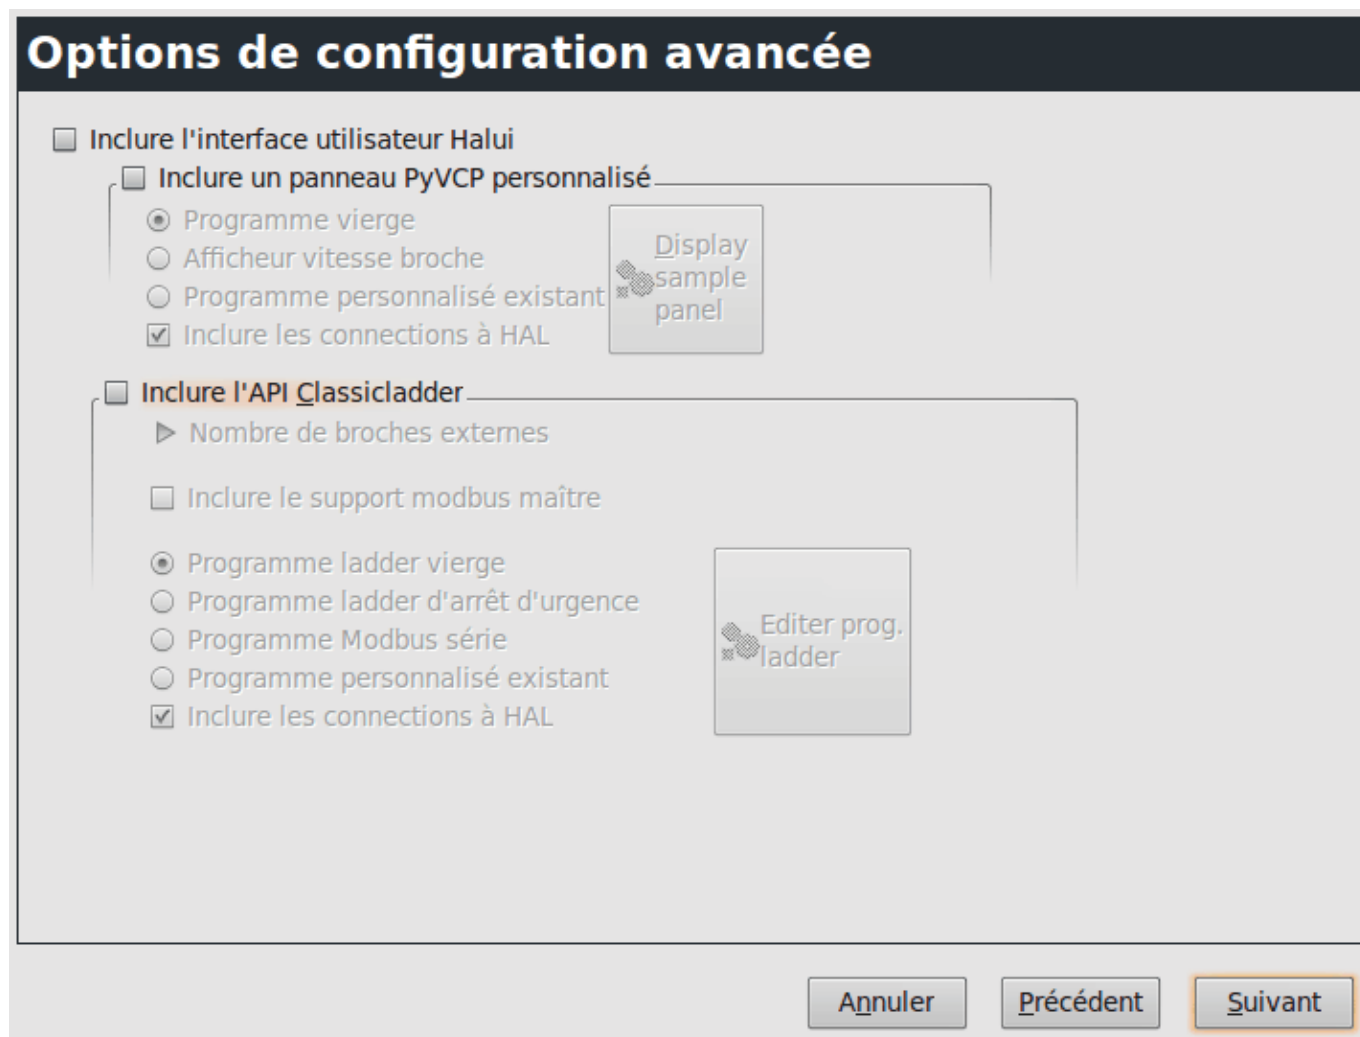 Options de configuration avancée
Inclure l'interface utilisateur Halui
Inclure un panneau PyVCP personnalisé
Programme vierge
Afficheur vitesse broche
Programme personnalisé existant
Inclure les connections à HAL
Display
sample
panel
Inclure l'API Classicladder
Nombre de broches externes
Inclure le support modbus maître
Programme ladder vierge
Programme ladder d'arrêt d'urgence
Programme Modbus série
Programme personnalisé existant
Inclure les connections à HAL
Editer prog.
ladder
Annuler
Précédent
Suivant